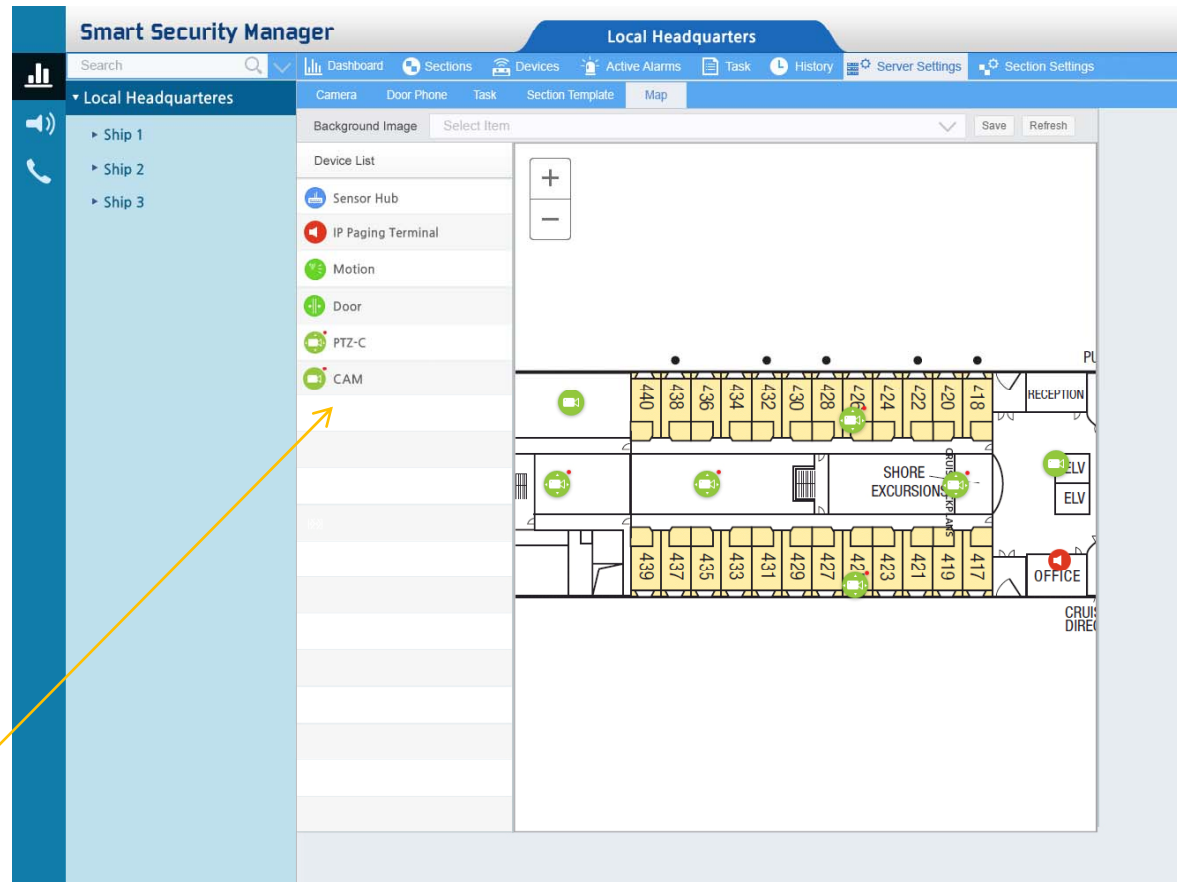 Smart Security Manager
Local Headquarters
Search
Dashboard Sections Devices Active Alarms Task History Server Settings Section Settings
Local Headquarteres
Camera Door Phone Task Section Template Map
Ship 1
Ship 2
Ship 3
Background Image Select Item Save Refresh
Device List
Sensor Hub
IP Paging Terminal
Motion
Door
PTZ-C
CAM
+
−
PU
440 438 436 434 432 430 428 426 424 422 420 418
RECEPTION
SHORE
EXCURSIONS
ELV
ELV
439 437 435 433 431 429 427 423 421 419 417
OFFICE
CRUIS
DIREC